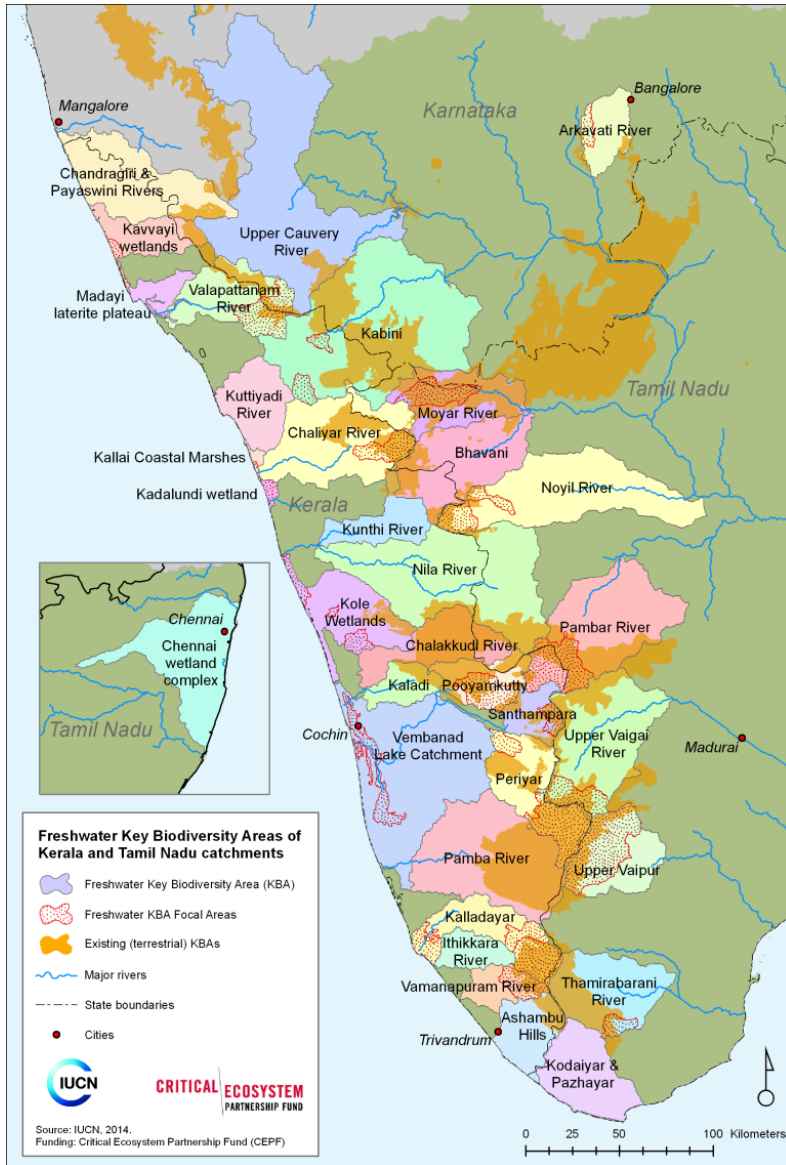 Mangalore
Bangalore
Karnataka
Arkavati River
Chandragiri &
Payaswini Rivers
Kavvayi
wetlands
Upper Cauvery
River
Madayi
laterite plateau
Valapattanam
River
Kabini
Tamil Nadu
Kuttiyadi
River
Moyar River
Chaliyar River
Bhavani
Kallai Coastal Marshes
Kadalundi wetland
Noyil River
Kerala
Kunthi River
Nila River
Kole
Wetlands
Pambar River
Chalakkudi River
Kaladi
Pooyamkutty
Santhampara
Chennai
Chennai
wetland
complex
Tamil Nadu
Cochin
Vembanad
Lake Catchment
Upper Vaigai
River
Madurai
Periyar
Pamba River
Upper Vaipur
Kalladayar
Ithikkara
River
Vamanapuram River
Thamirabarani
River
Ashambu
Hills
Trivandrum
Kodaiyar &
Pazhayar
Freshwater Key Biodiversity Areas of
Kerala and Tamil Nadu catchments
Freshwater Key Biodiversity Area (KBA)
Freshwater KBA Focal Areas
Existing (terrestrial) KBAs
Major rivers
State boundaries
Cities
IUCN
CRITICAL ECOSYSTEM
PARTNERSHIP FUND
Source: IUCN, 2014.
Funding: Critical Ecosystem Partnership Fund (CEPF)
0 25 50 100 Kilometers